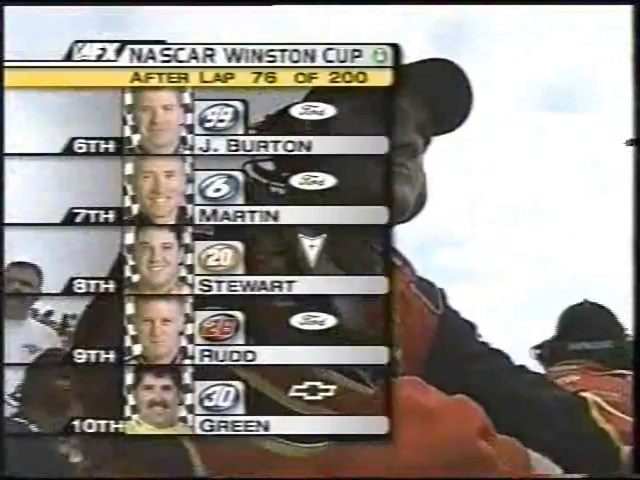 FX NASCAR WINSTON CUP
AFTER LAP 76 OF 200
99 Ford
6TH J. BURTON
6 Ford
7TH MARTIN
20
8TH STEWART
28 Ford
9TH RUDD
30
10TH GREEN